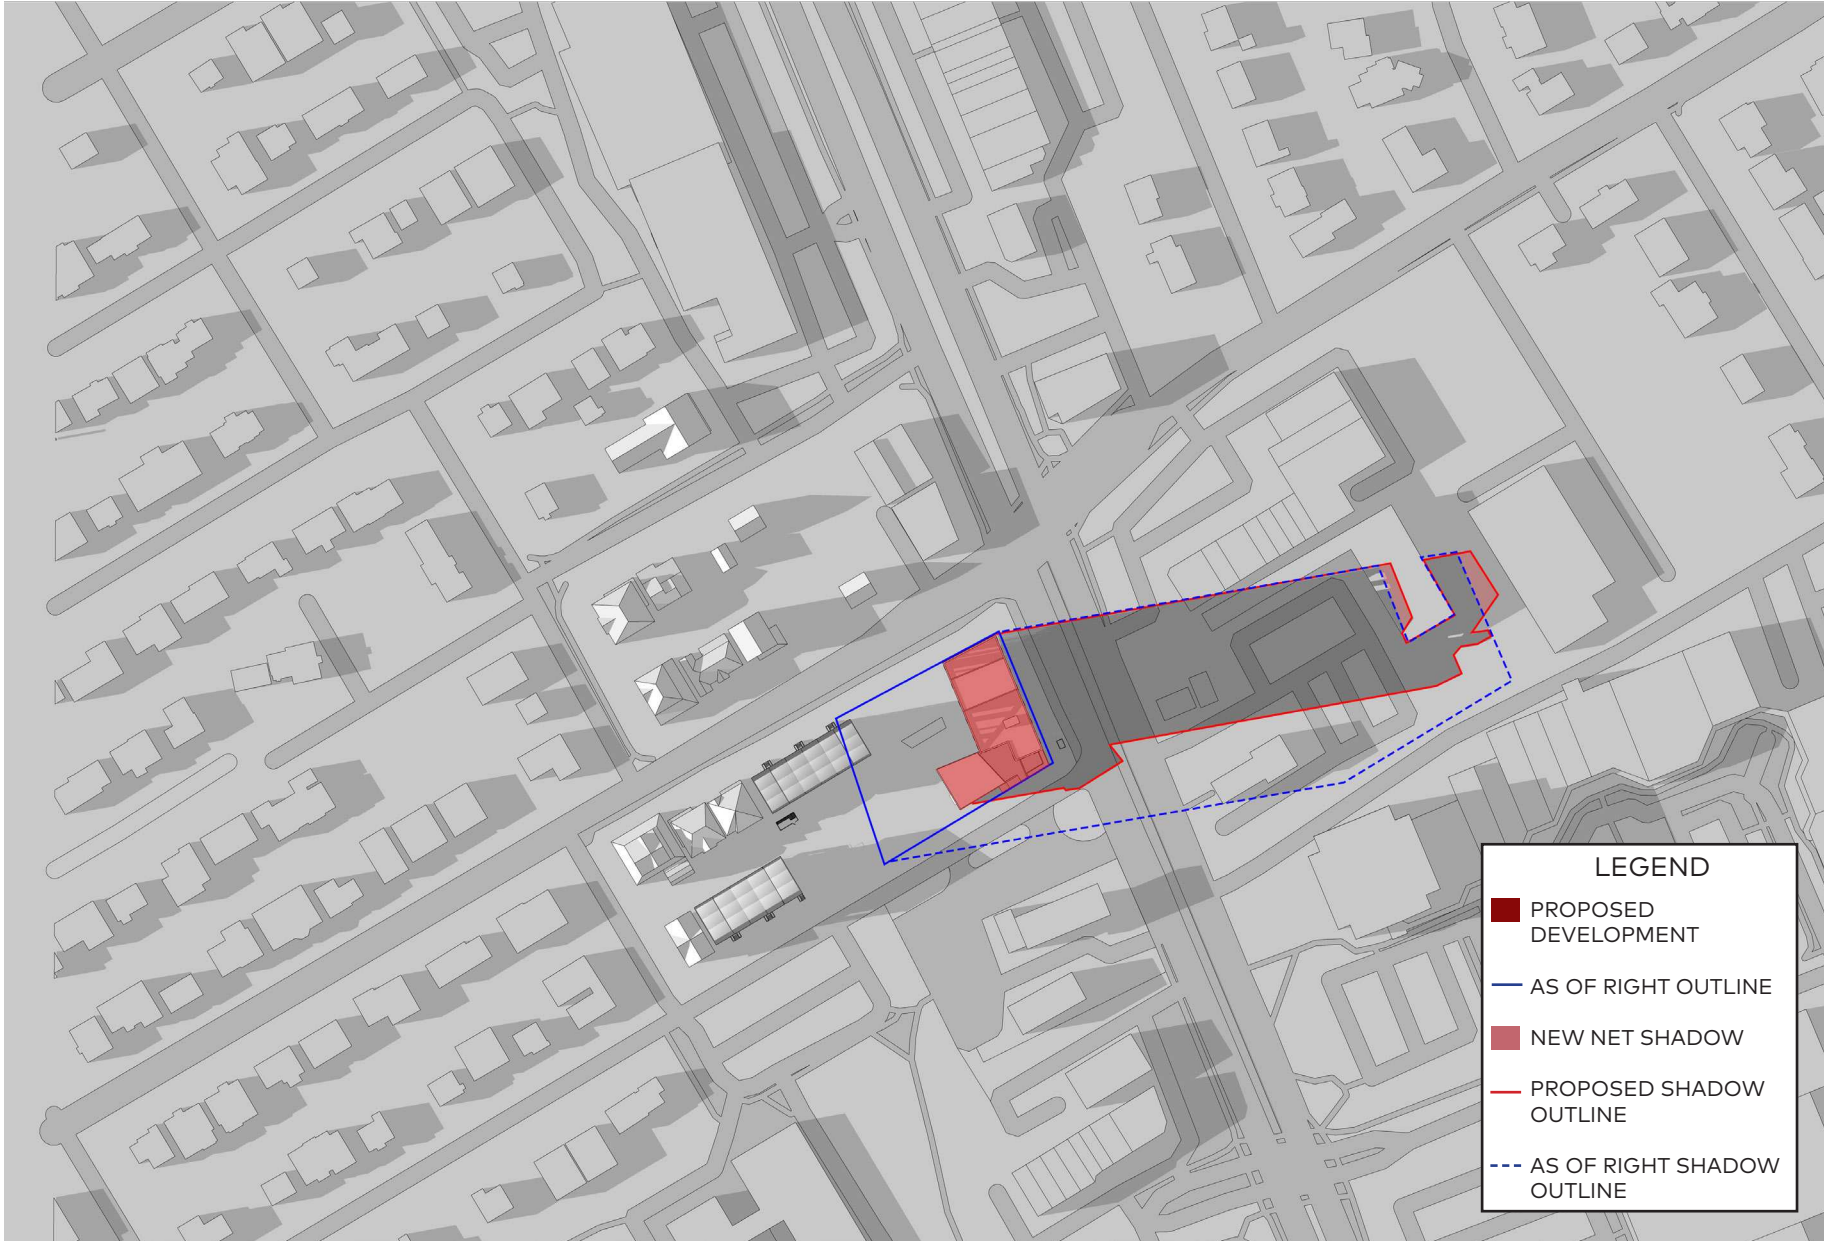 LEGEND
PROPOSED
DEVELOPMENT
AS OF RIGHT OUTLINE
NEW NET SHADOW
PROPOSED SHADOW
OUTLINE
AS OF RIGHT SHADOW
OUTLINE